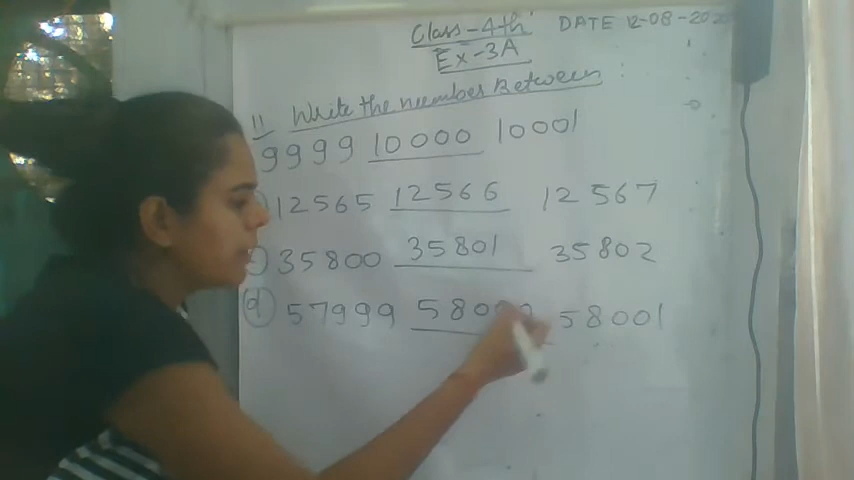 Class-4th DATE 12-08-202
Ex-3A
11 Write the number Between
9999 10000 10001
12565 12566 12567
35800 35801 35802
(d) 57999 58000 58001